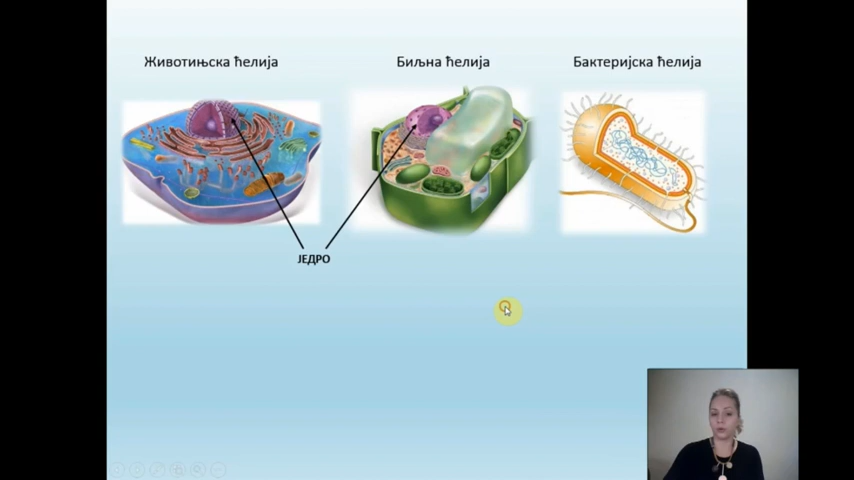 Животињска ћелија
Биљна ћелија
Бактеријска ћелија
ЈЕДРО